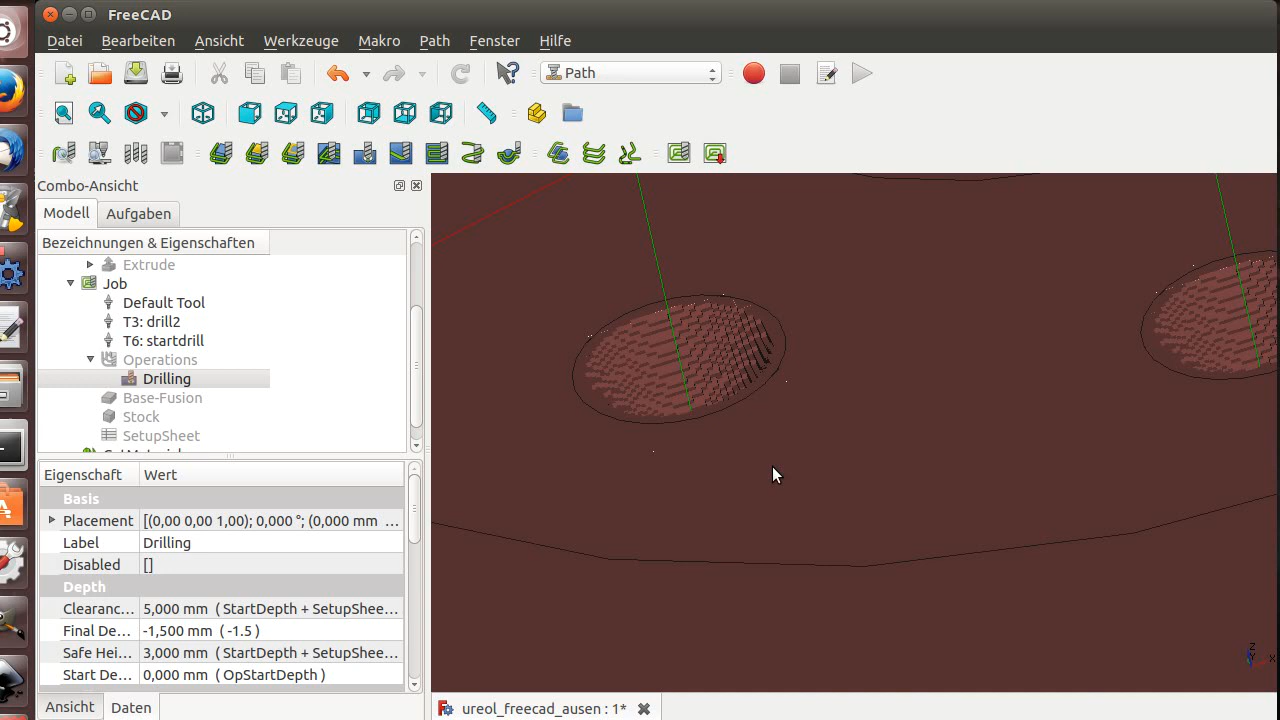 FreeCAD
Datei Bearbeiten Ansicht Werkzeuge Makro Path Fenster Hilfe
Path
Combo-Ansicht
Modell Aufgaben
Bezeichnungen & Eigenschaften
Extrude
Job
Default Tool
T3: drill2
T6: startdrill
Operations
Drilling
Base-Fusion
Stock
SetupSheet
Eigenschaft Wert
Basis
Placement [(0,00 0,00 1,00); 0,000 °; (0,000 mm ...
Label Drilling
Disabled []
Depth
Clearanc... 5,000 mm ( StartDepth + SetupShee...
Final De... -1,500 mm ( -1.5 )
Safe Hei... 3,000 mm ( StartDepth + SetupShee...
Start De... 0,000 mm ( OpStartDepth )
Ansicht Daten
ureol_freecad_ausen : 1*
Z
X